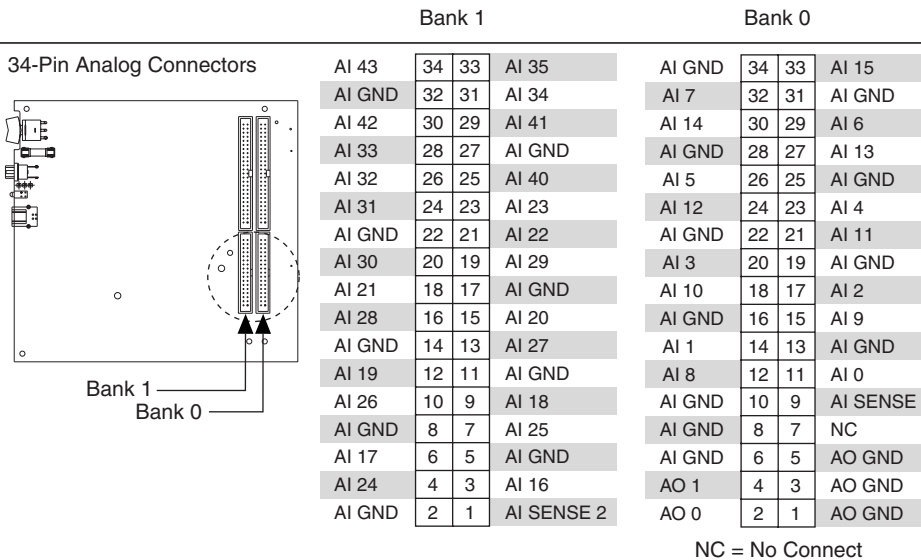 Bank 1 Bank 0
34-Pin Analog Connectors
Bank 1
Bank 0
AI 43 34 33 AI 35
AI GND 32 31 AI 34
AI 42 30 29 AI 41
AI 33 28 27 AI GND
AI 32 26 25 AI 40
AI 31 24 23 AI 23
AI GND 22 21 AI 22
AI 30 20 19 AI 29
AI 21 18 17 AI GND
AI 28 16 15 AI 20
AI GND 14 13 AI 27
AI 19 12 11 AI GND
AI 26 10 9 AI 18
AI GND 8 7 AI 25
AI 17 6 5 AI GND
AI 24 4 3 AI 16
AI GND 2 1 AI SENSE 2
AI GND 34 33 AI 15
AI 7 32 31 AI GND
AI 14 30 29 AI 6
AI GND 28 27 AI 13
AI 5 26 25 AI GND
AI 12 24 23 AI 4
AI GND 22 21 AI 11
AI 3 20 19 AI GND
AI 10 18 17 AI 2
AI GND 16 15 AI 9
AI 1 14 13 AI GND
AI 8 12 11 AI 0
AI GND 10 9 AI SENSE
AI GND 8 7 NC
AI GND 6 5 AO GND
AO 1 4 3 AO GND
AO 0 2 1 AO GND
NC = No Connect